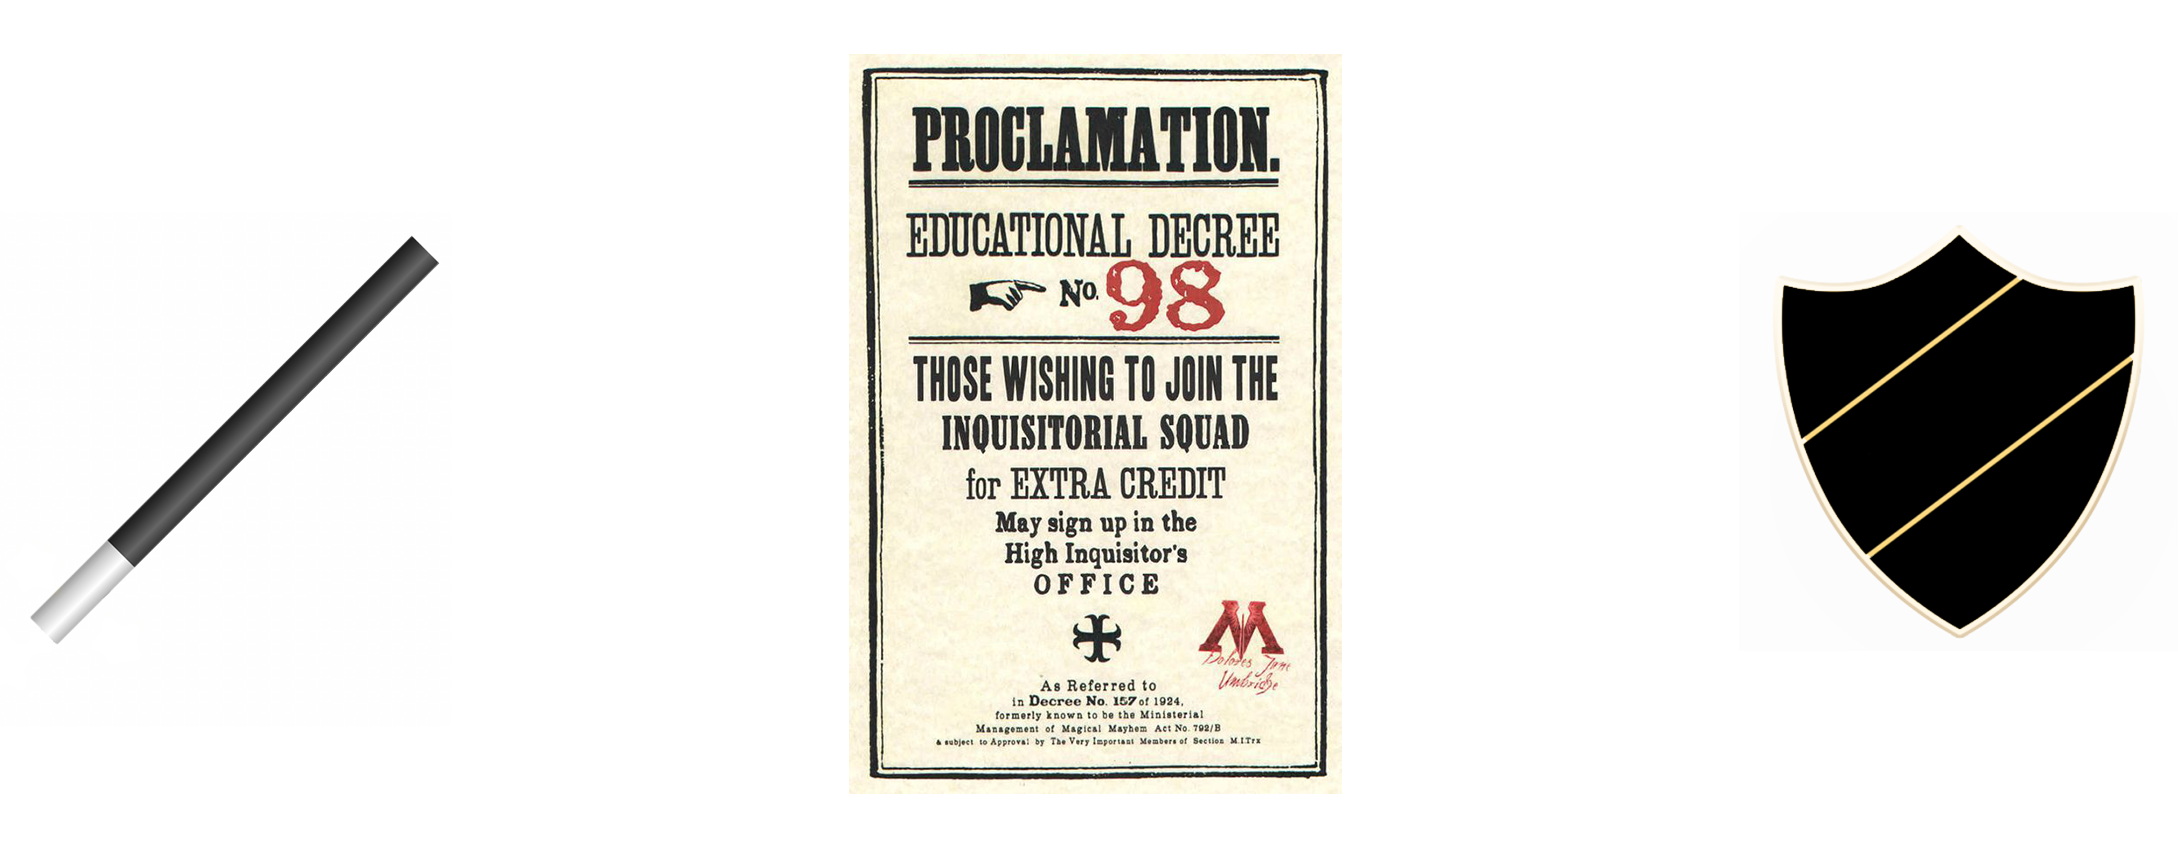 PROCLAMATION.
EDUCATIONAL DECREE
No. 98
THOSE WISHING TO JOIN THE
INQUISITORIAL SQUAD
for EXTRA CREDIT
May sign up in the
High Inquisitor's
OFFICE
M
Dolores Jane
Umbridge
As Referred to
in Decree No. 157 of 1924,
formerly known to be the Ministerial
Management of Magical Mayhem Act No. 792/B
& subject to Approval by The Very Important Members of Section M.I.Trx